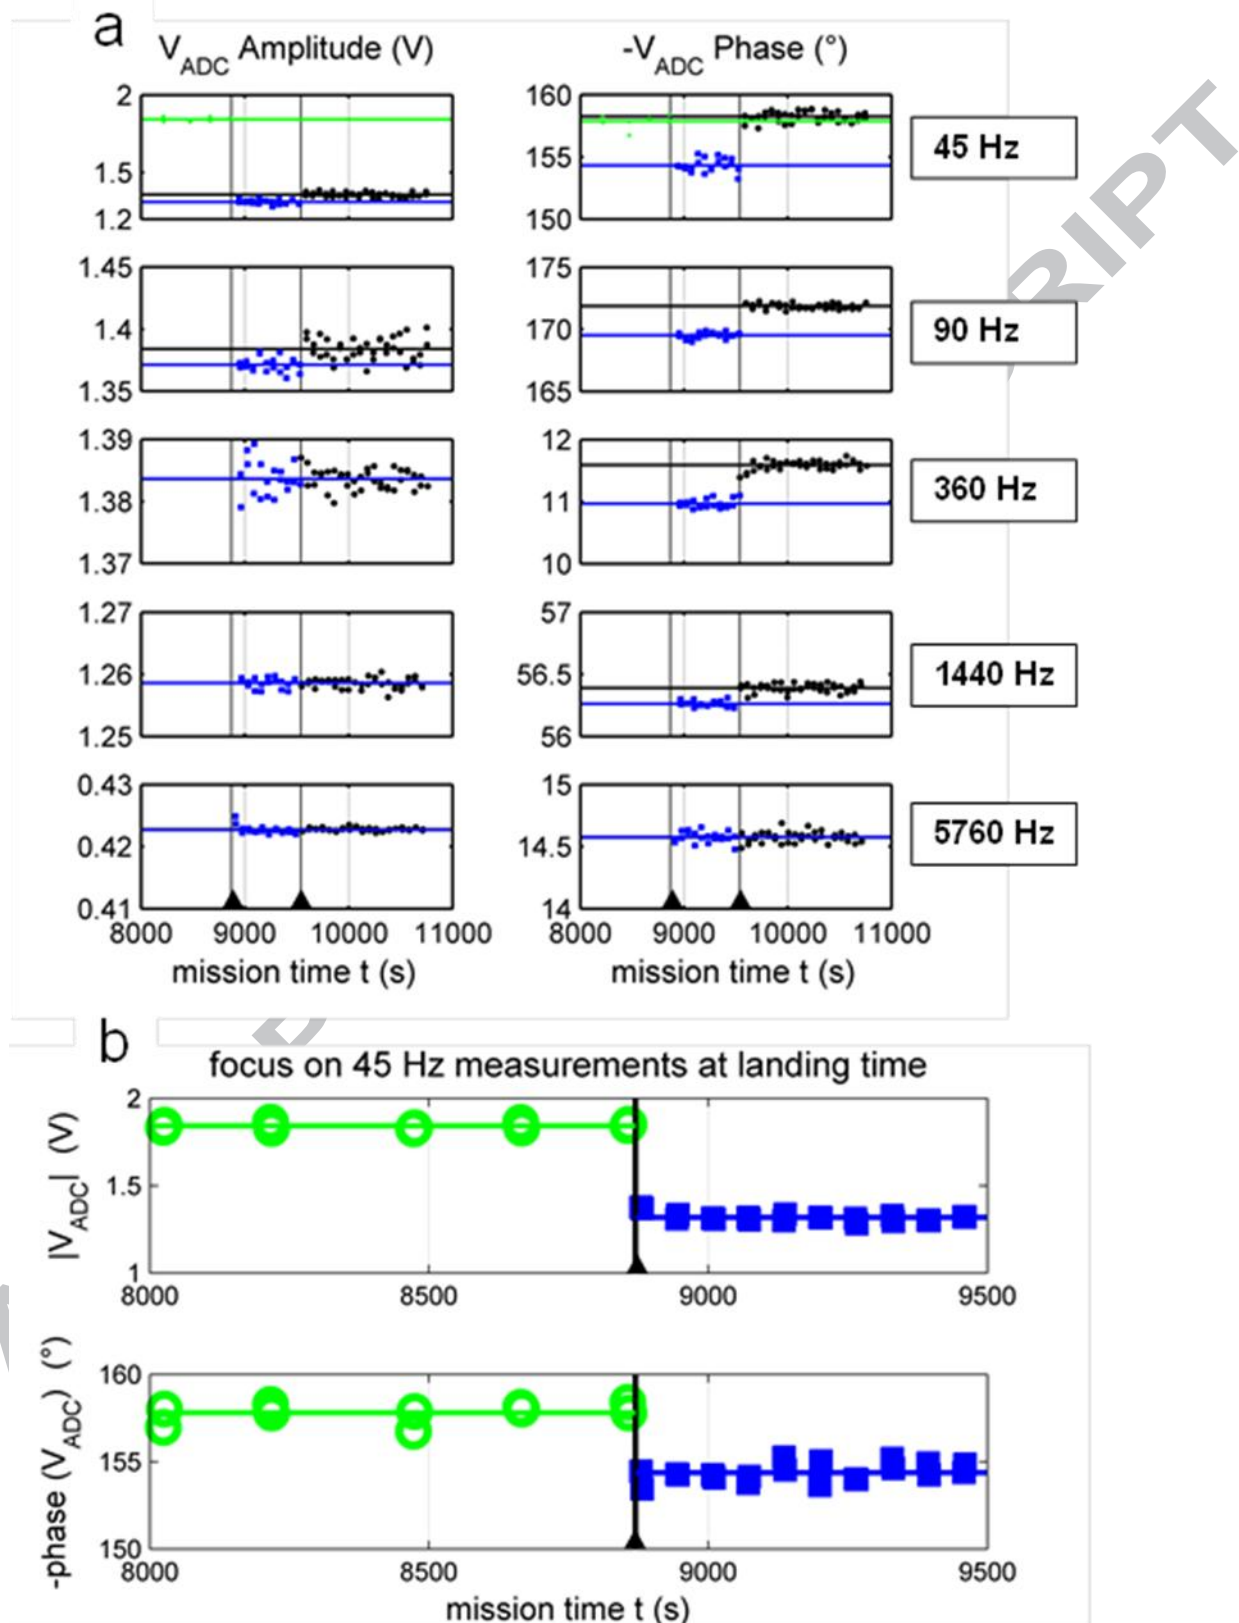 a
V_ADC Amplitude (V)
-V_ADC Phase (°)
2
1.5
1.2
160
155
150
45 Hz
1.45
1.4
1.35
175
170
165
90 Hz
1.39
1.38
1.37
12
11
10
360 Hz
1.27
1.26
1.25
57
56.5
56
1440 Hz
0.43
0.42
0.41
15
14.5
14
5760 Hz
8000 9000 10000 11000
8000 9000 10000 11000
mission time t (s)
mission time t (s)
RIPT
b
focus on 45 Hz measurements at landing time
|V_ADC| (V)
2
1.5
1
8000 8500 9000 9500
-phase (V_ADC) (°)
160
155
150
8000 8500 9000 9500
mission time t (s)